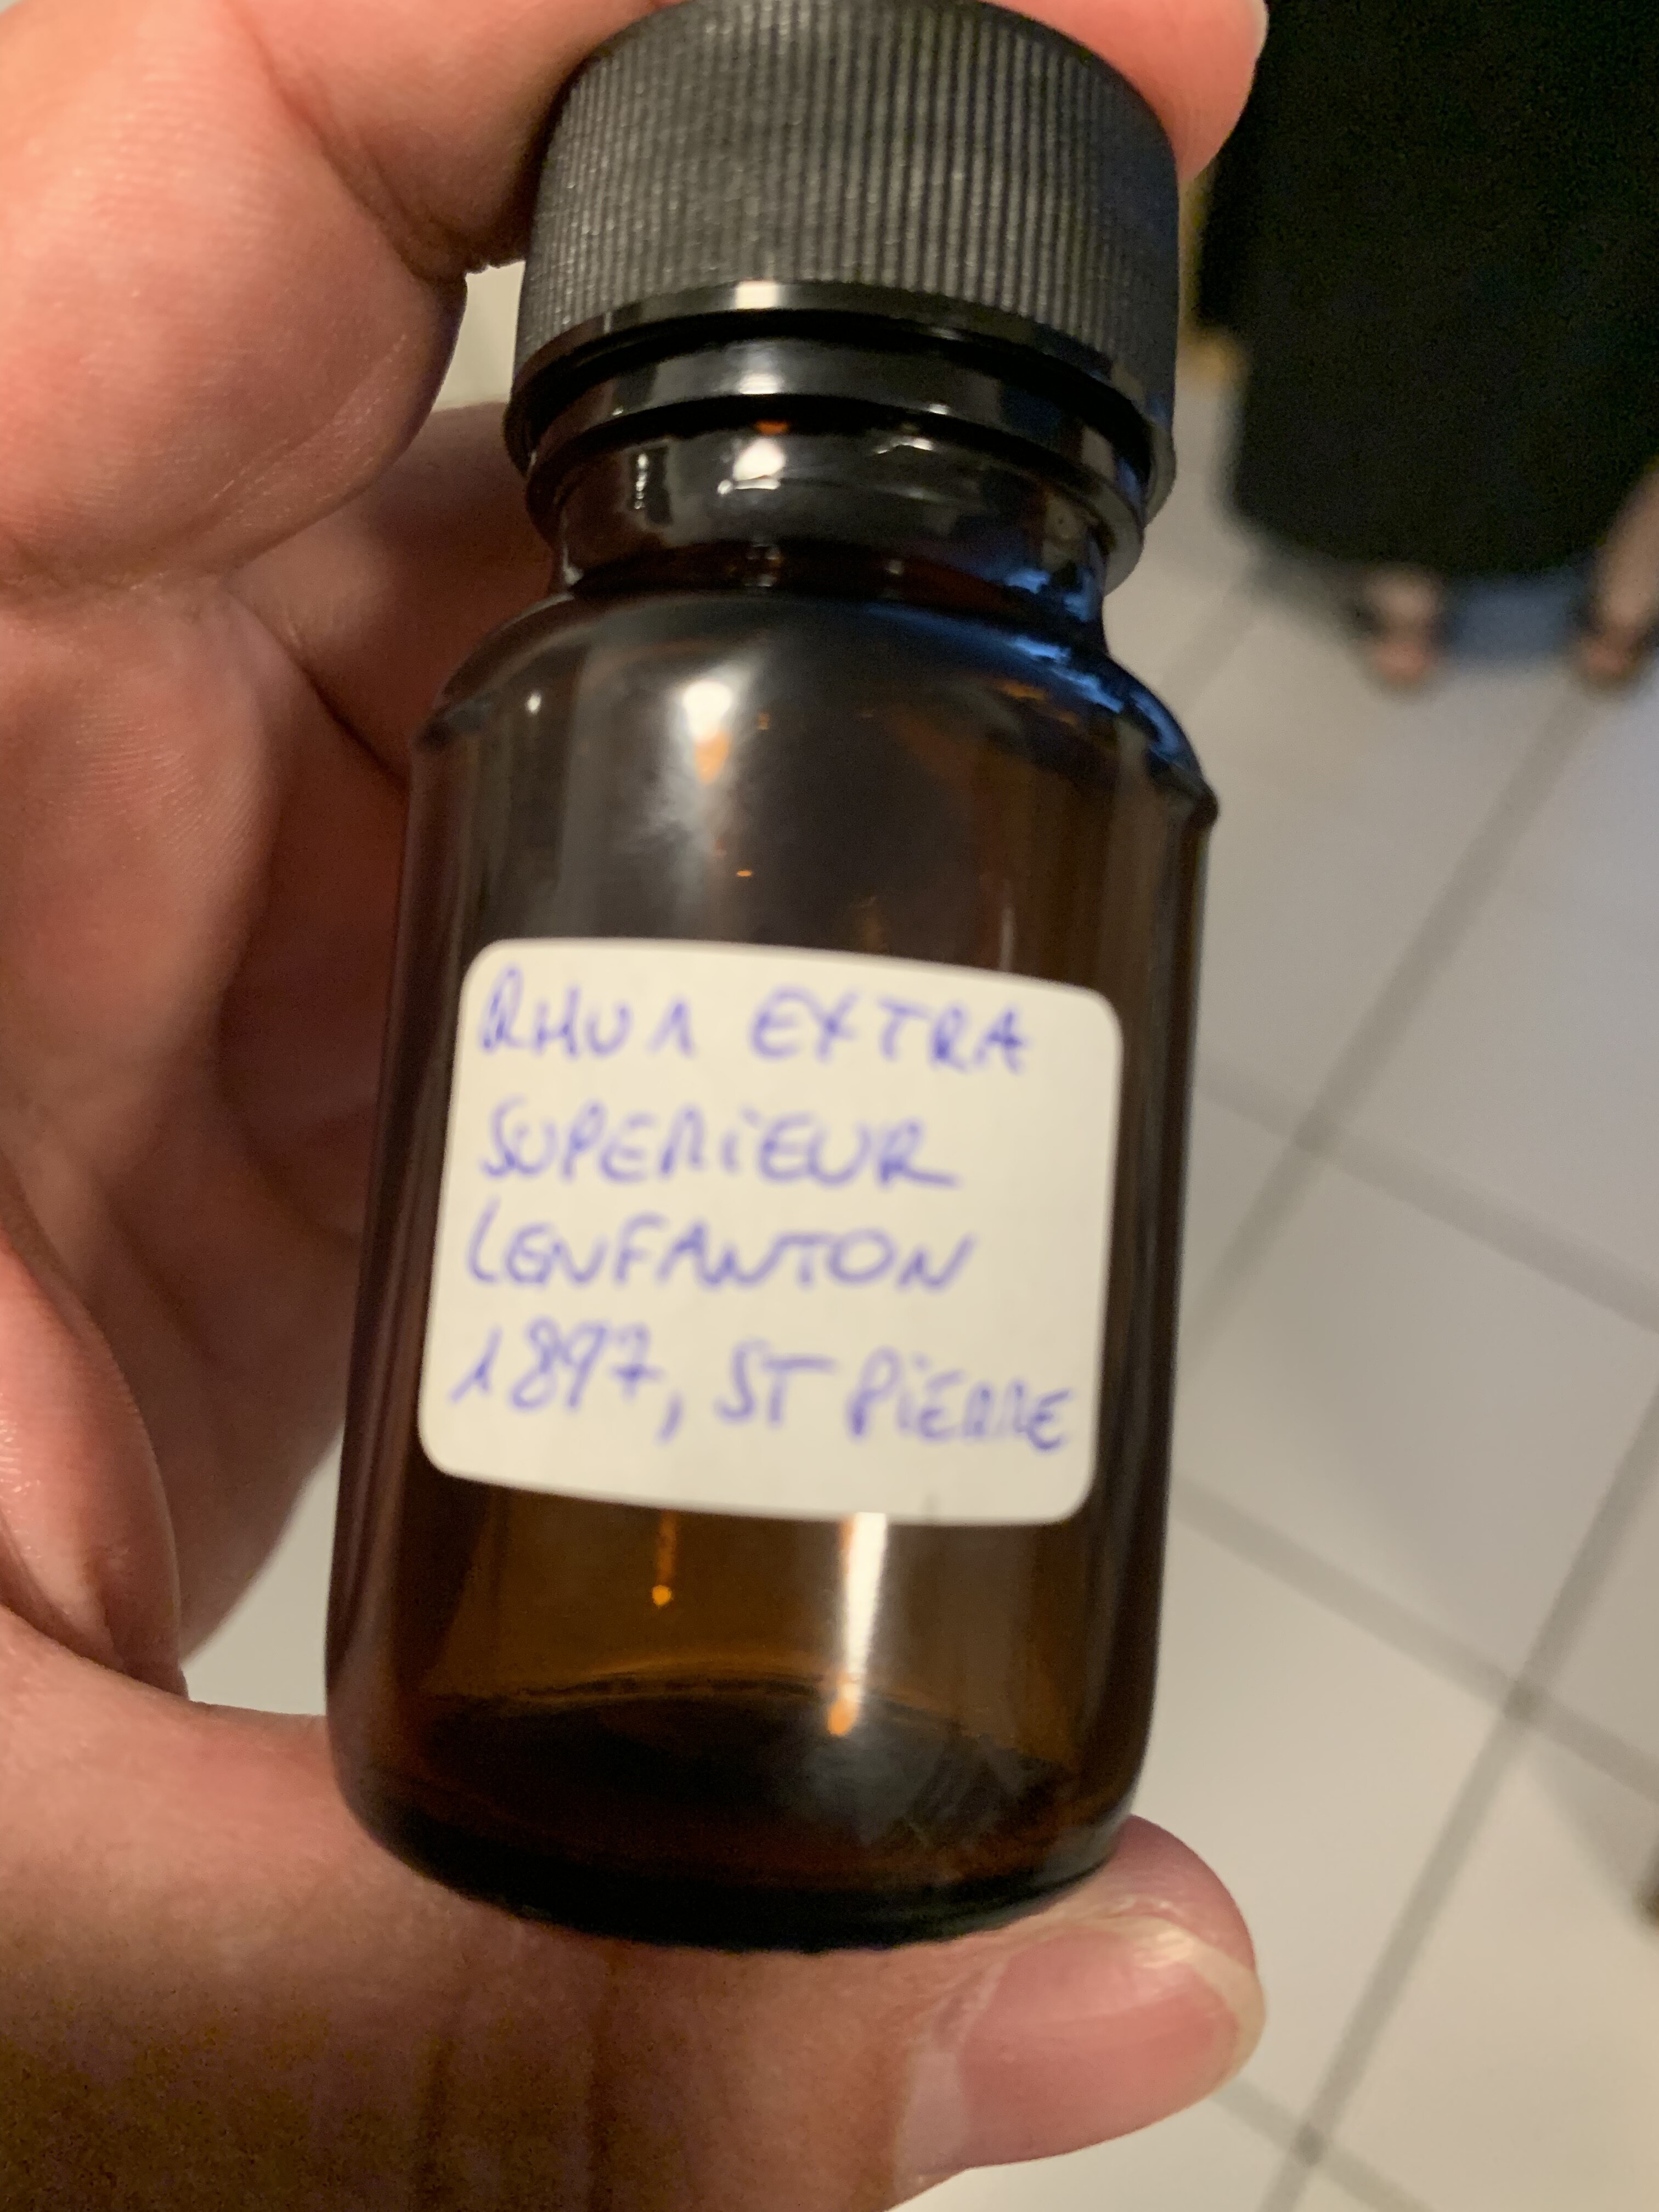 RHUM EXTRA
SUPERiEUR
LENFANTON
1897, ST PiERRE